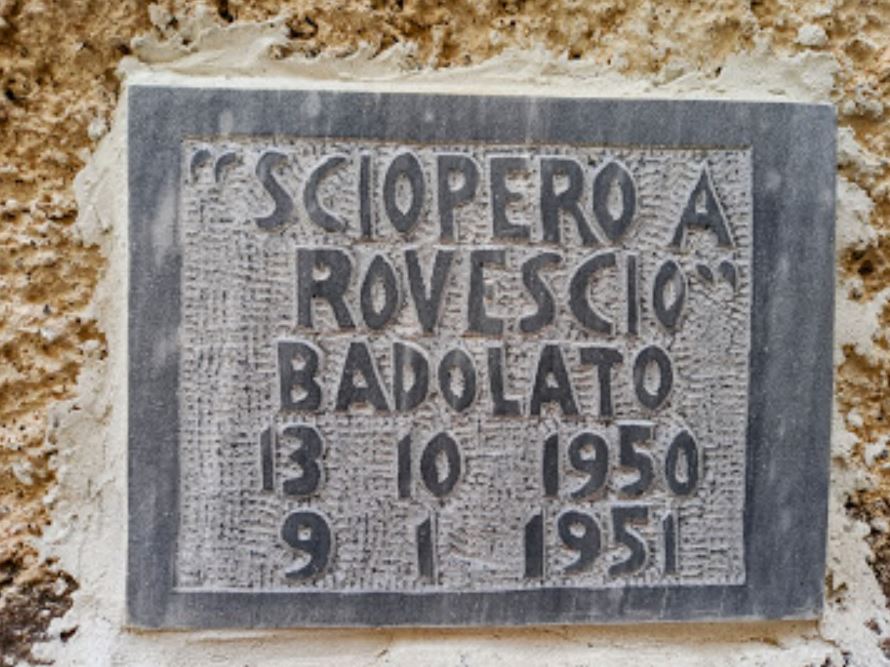 “SCIOPERO A
ROVESCIO”
BADOLATO
13 10 1950
9 1 1951